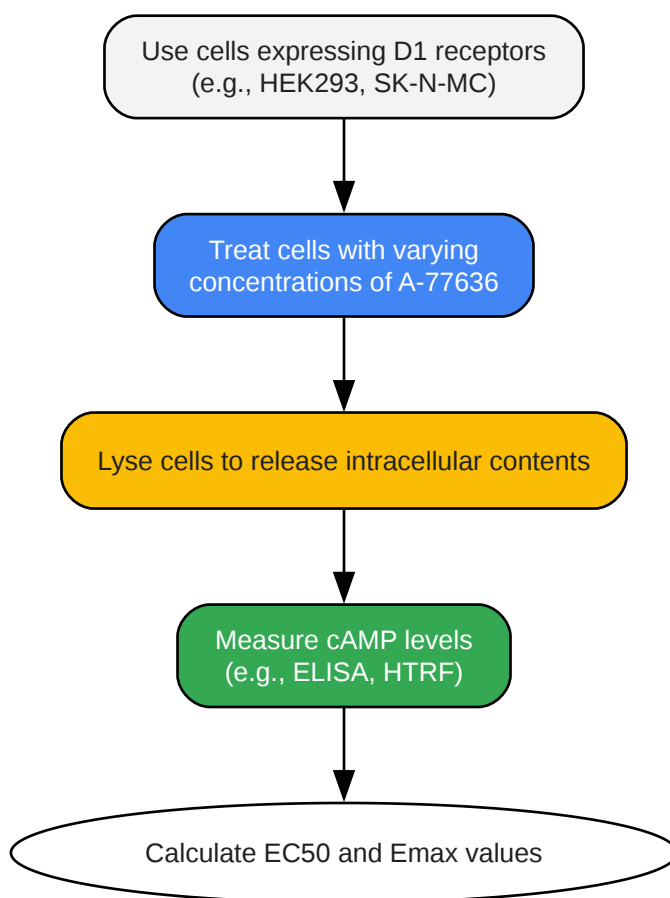 Use cells expressing D1 receptors
(e.g., HEK293, SK-N-MC)
Treat cells with varying
concentrations of A-77636
Lyse cells to release intracellular contents
Measure cAMP levels
(e.g., ELISA, HTRF)
Calculate EC50 and Emax values